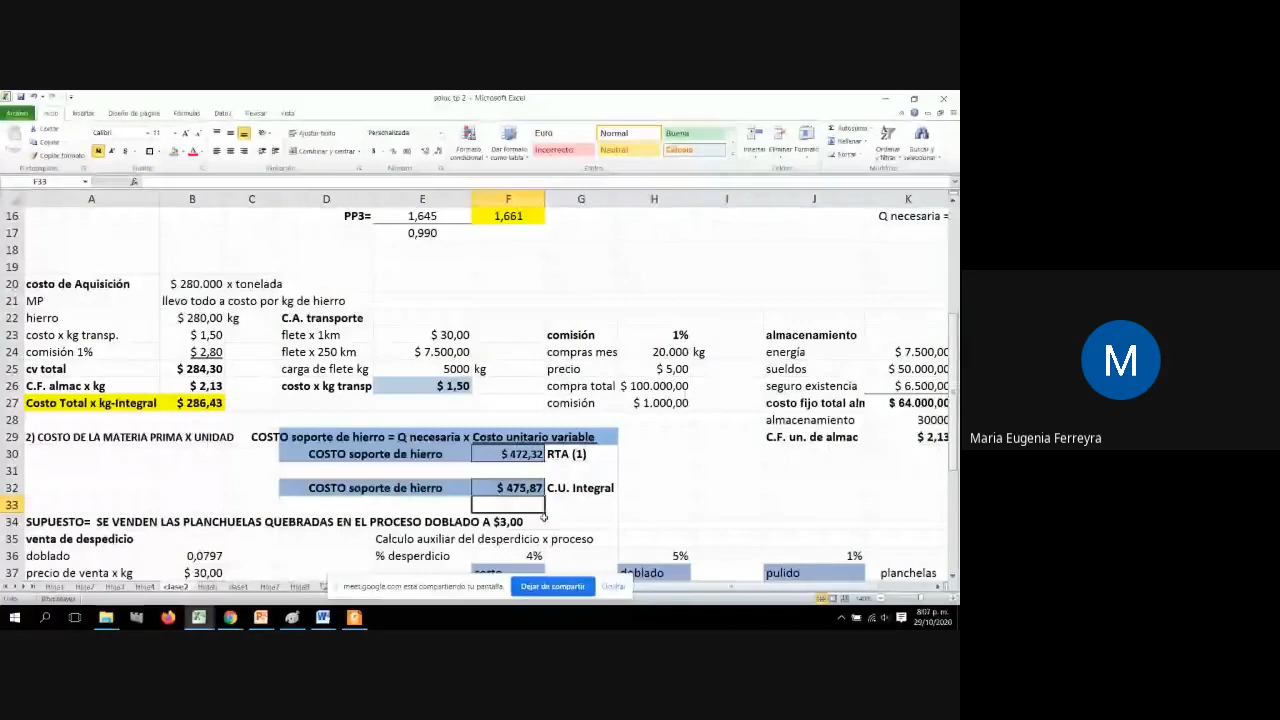 soluc tp 2 - Microsoft Excel
Archivo Inicio Insertar Diseño de página Fórmulas Datos Revisar Vista
Cortar Calibri 11 Ajustar texto Personalizada Euro Normal Buena Autosuma
Copiar Rellenar
Copiar formato Combinar y centrar Formato condicional Dar formato como tabla Incorrecto Neutral Cálculo Insertar Eliminar Formato Borrar Ordenar y filtrar Buscar y seleccionar
F33 fx
A B C D E F G H I J K
16 PP3= 1,645 1,661 Q necesaria =
17 0,990
18
19
20 costo de Aquisición $ 280.000 x tonelada
21 MP llevo todo a costo por kg de hierro
22 hierro $ 280,00 kg C.A. transporte
23 costo x kg transp. $ 1,50 flete x 1km $ 30,00 comisión 1% almacenamiento
24 comisión 1% $ 2,80 flete x 250 km $ 7.500,00 compras mes 20.000 kg energía $ 7.500,00
25 cv total $ 284,30 carga de flete kg 5000 kg precio $ 5,00 sueldos $ 50.000,00
26 C.F. almac x kg $ 2,13 costo x kg transp $ 1,50 compra total $ 100.000,00 seguro existencia $ 6.500,00
27 Costo Total x kg-Integral $ 286,43 comisión $ 1.000,00 costo fijo total aln $ 64.000,00
28 almacenamiento 30000
29 2) COSTO DE LA MATERIA PRIMA X UNIDAD COSTO soporte de hierro = Q necesaria x Costo unitario variable C.F. un. de almac $ 2,13
30 COSTO soporte de hierro $ 472,32 RTA (1)
31
32 COSTO soporte de hierro $ 475,87 C.U. Integral
33
34 SUPUESTO= SE VENDEN LAS PLANCHUELAS QUEBRADAS EN EL PROCESO DOBLADO A $3,00
35 venta de despedicio Calculo auxiliar del desperdicio x proceso
36 doblado 0,0797 % desperdicio 4% 5% 1%
37 precio de venta x kg $ 30,00 corte doblado pulido planchelas
clase2
meet.google.com está compartiendo tu pantalla. Dejar de compartir Ocultar
8:07 p. m.
29/10/2020
M
Maria Eugenia Ferreyra